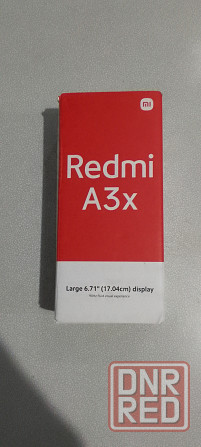 mi
Redmi
A3x
Large 6.71" (17.04cm) display
DNR
RED